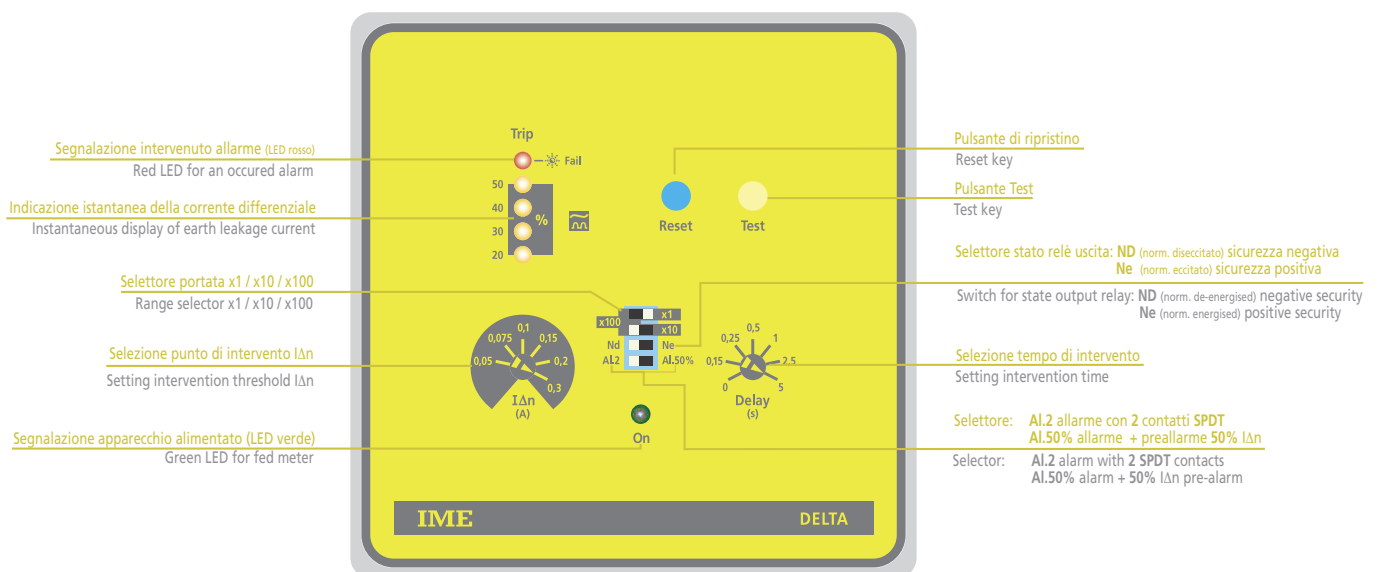 Segnalazione intervenuto allarme (LED rosso)
Red LED for an occured alarm
Indicazione istantanea della corrente differenziale
Instantaneous display of earth leakage current
Selettore portata x1 / x10 / x100
Range selector x1 / x10 / x100
Selezione punto di intervento I∆n
Setting intervention threshold I∆n
Segnalazione apparecchio alimentato (LED verde)
Green LED for fed meter
Trip
Fail
50
40
30
20
%
Reset
Test
x100
x1
x10
Nd
Ne
Al.2
Al.50%
0,05
0,075
0,1
0,15
0,2
0,3
I∆n
(A)
0
0,15
0,25
0,5
1
2.5
5
Delay
(s)
On
IME
DELTA
Pulsante di ripristino
Reset key
Pulsante Test
Test key
Selettore stato relè uscita: ND (norm. diseccitato) sicurezza negativa
Ne (norm. eccitato) sicurezza positiva
Switch for state output relay: ND (norm. de-energised) negative security
Ne (norm. energised) positive security
Selezione tempo di intervento
Setting intervention time
Selettore: Al.2 allarme con 2 contatti SPDT
Al.50% allarme + preallarme 50% I∆n
Selector: Al.2 alarm with 2 SPDT contacts
Al.50% alarm + 50% I∆n pre-alarm